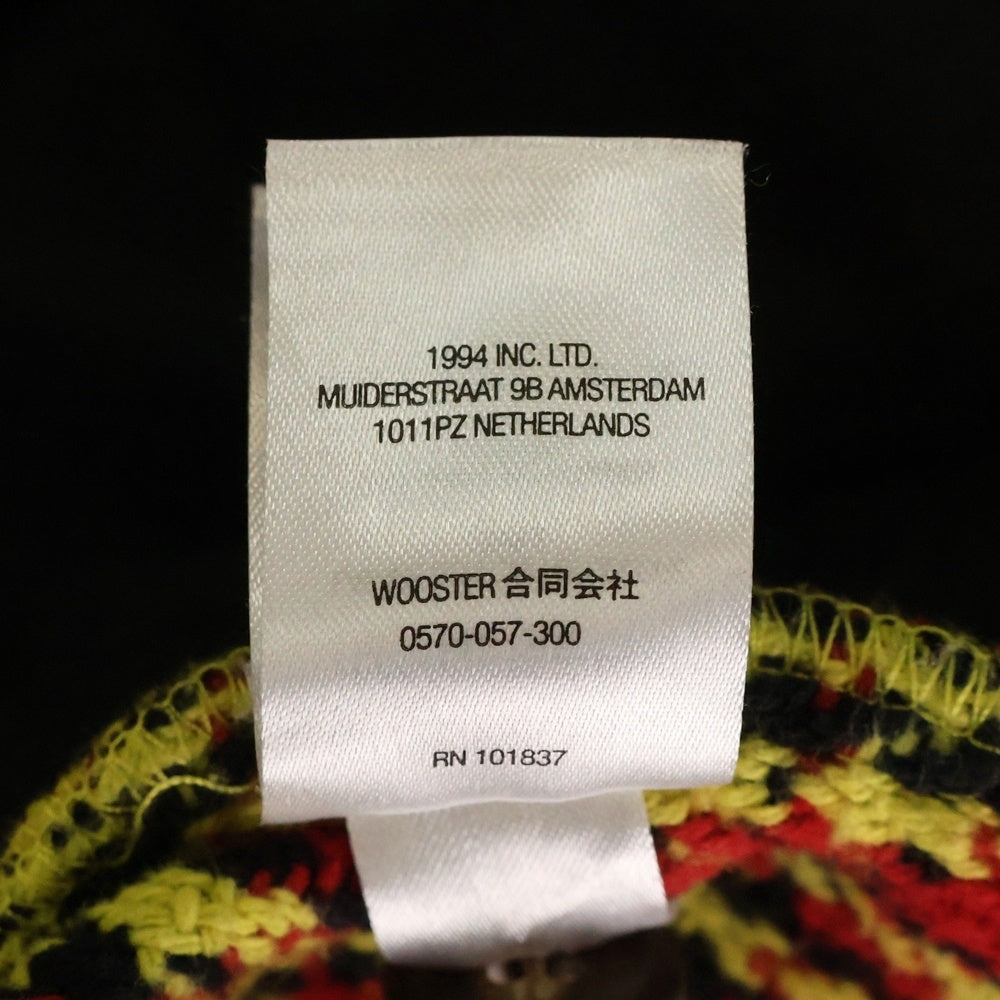 1994 INC. LTD.
MUIDERSTRAAT 9B AMSTERDAM
1011PZ NETHERLANDS
WOOSTER 合同会社
0570-057-300
RN 101837